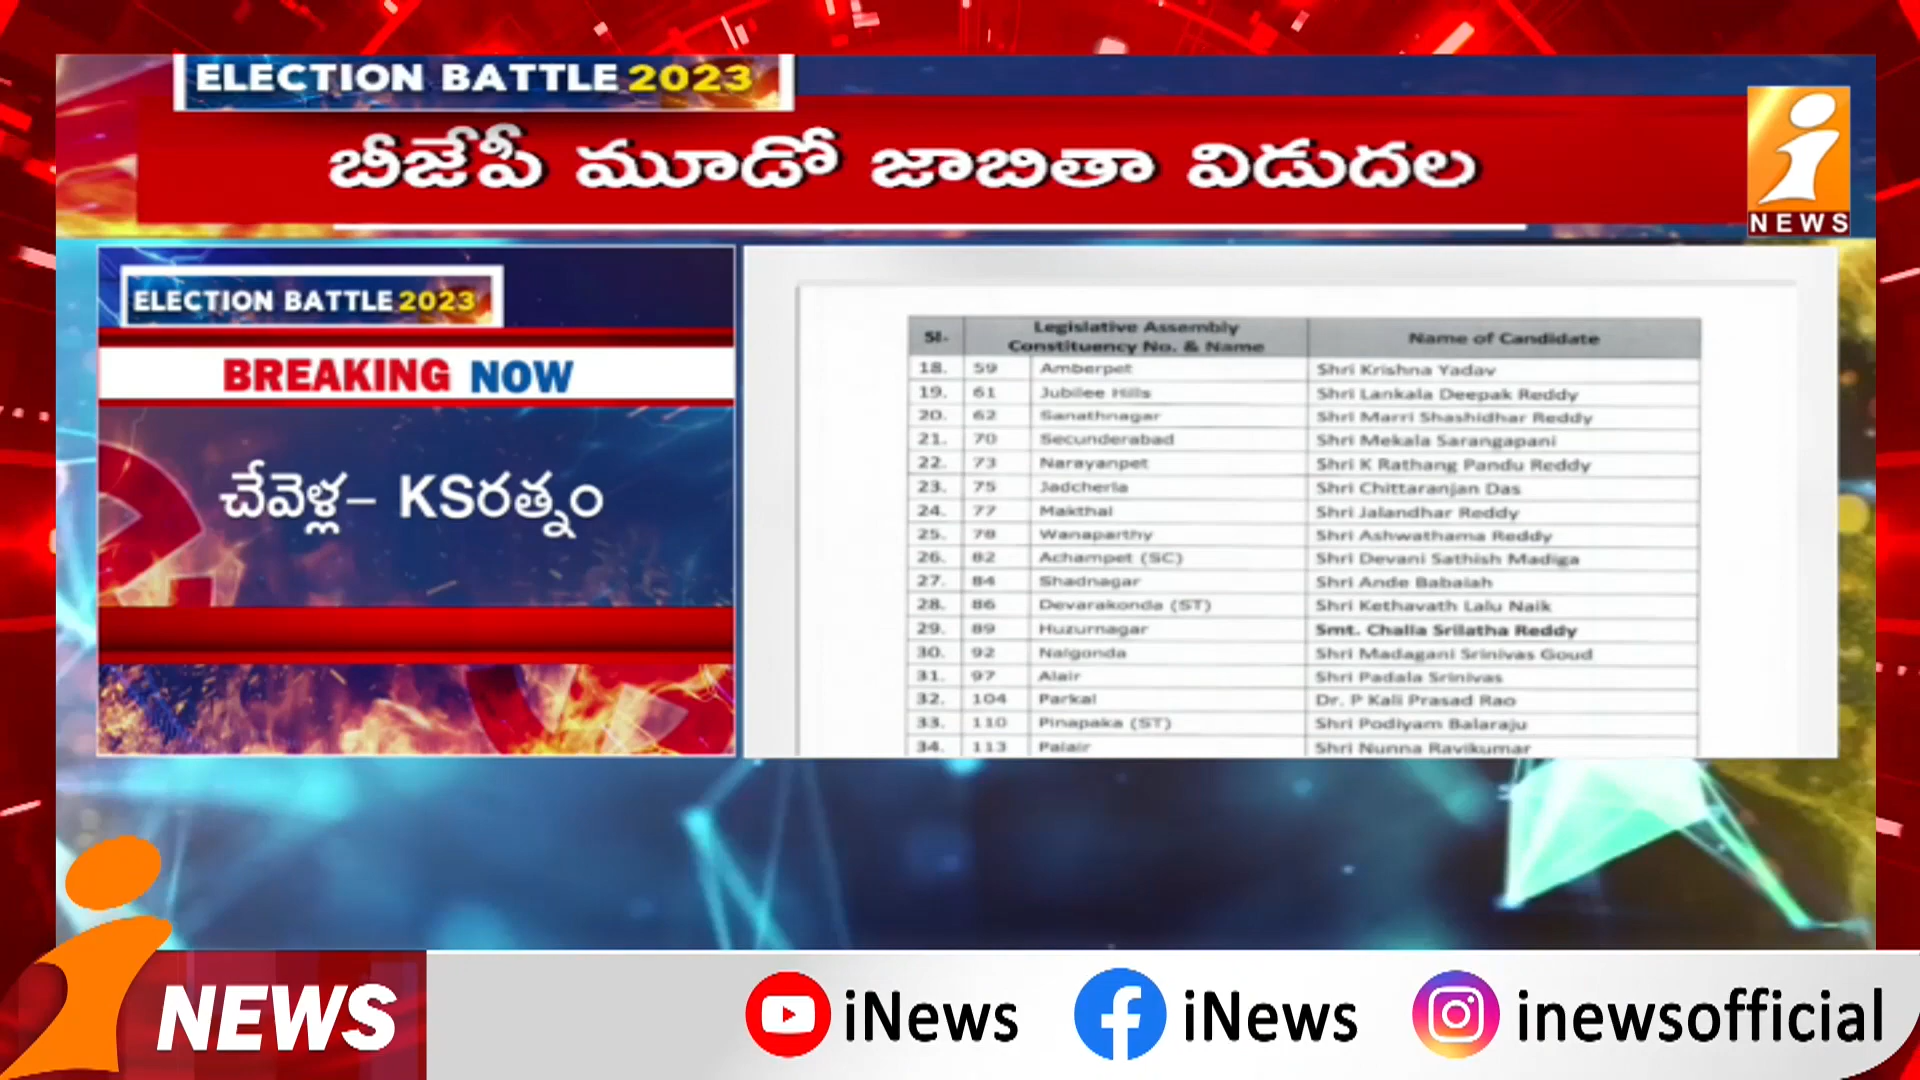 ELECTION BATTLE 2023
బీజేపీ మూడో జాబితా విడుదల
i NEWS
ELECTION BATTLE 2023
BREAKING NOW
చేవెళ్ల– KSరత్నం
Sl. Legislative Assembly Constituency No. & Name Name of Candidate
18. 59 Amberpet Shri Krishna Yadav
19. 61 Jubilee Hills Shri Lankala Deepak Reddy
20. 62 Sanathnagar Shri Marri Shashidhar Reddy
21. 70 Secunderabad Shri Mekala Sarangapani
22. 73 Narayanpet Shri K Rathang Pandu Reddy
23. 75 Jadcherla Shri Chittaranjan Das
24. 77 Makthal Shri Jalandhar Reddy
25. 78 Wanaparthy Shri Ashwathama Reddy
26. 82 Achampet (SC) Shri Devani Sathish Madiga
27. 84 Shadnagar Shri Ande Babaiah
28. 86 Devarakonda (ST) Shri Kethavath Lalu Naik
29. 89 Huzurnagar Smt. Challa Srilatha Reddy
30. 92 Nalgonda Shri Madagani Srinivas Goud
31. 97 Alair Shri Padala Srinivas
32. 104 Parkal Dr. P Kali Prasad Rao
33. 110 Pinapaka (ST) Shri Podiyam Balaraju
34. 113 Palair Shri Nunna Ravikumar
i NEWS
iNews iNews inewsofficial